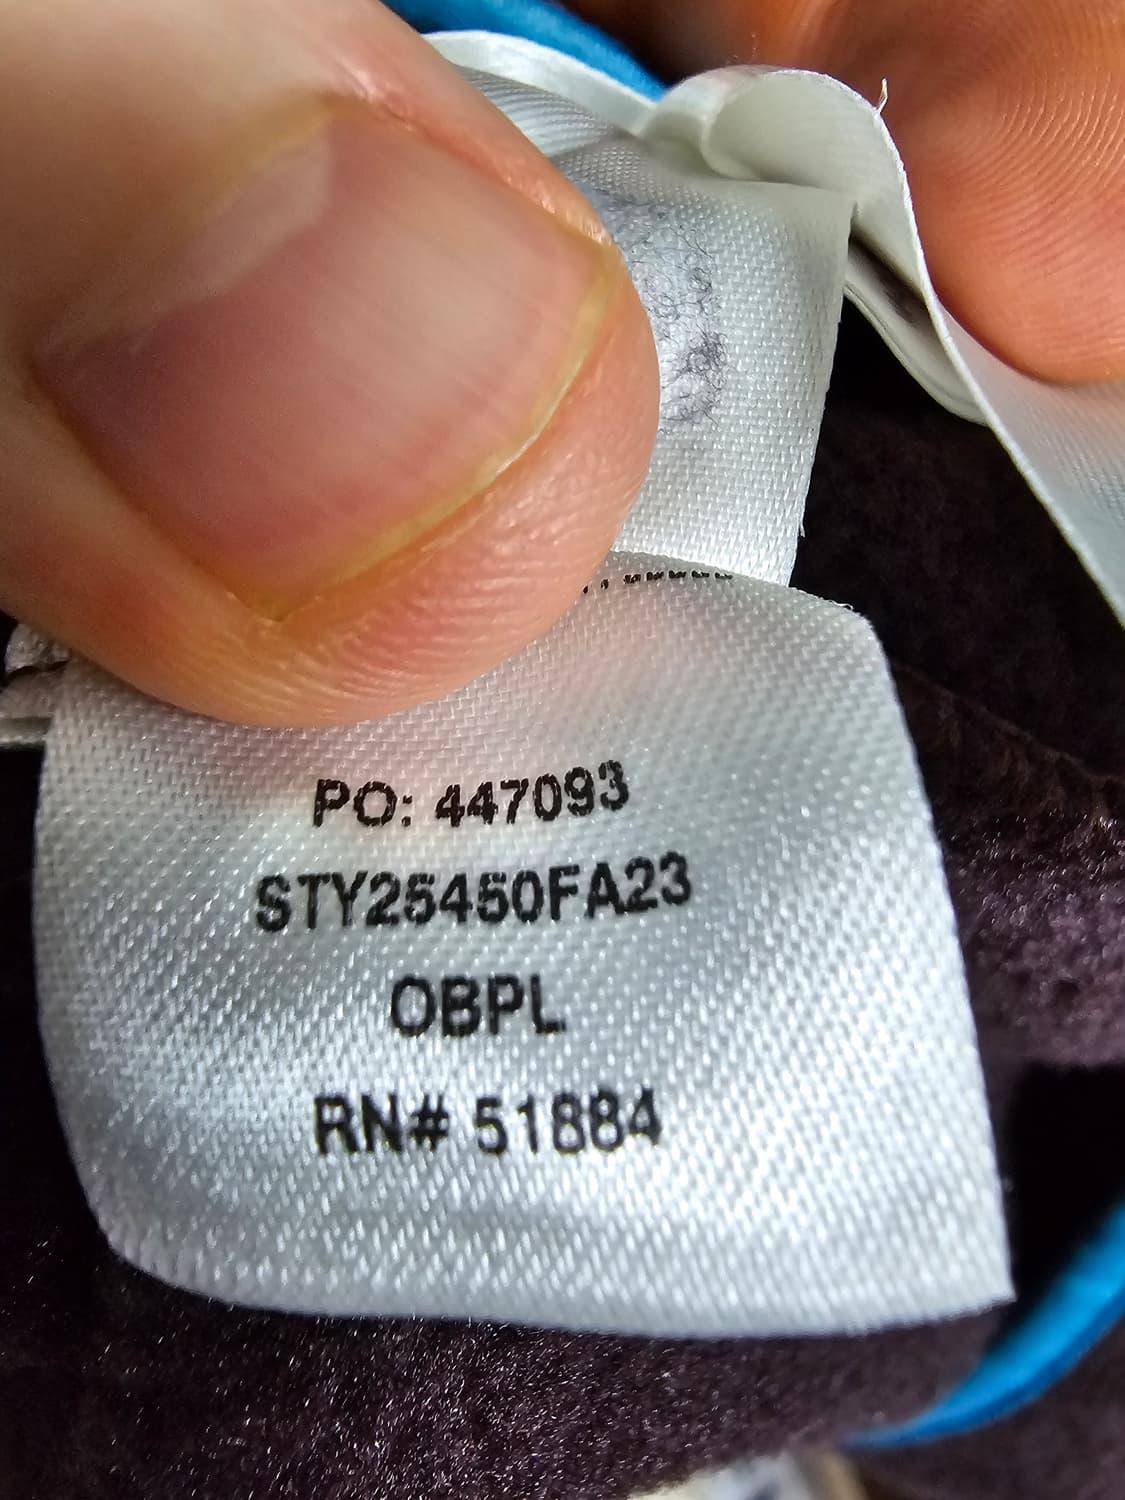 PO: 447093
STY25450FA23
OBPL
RN# 51884